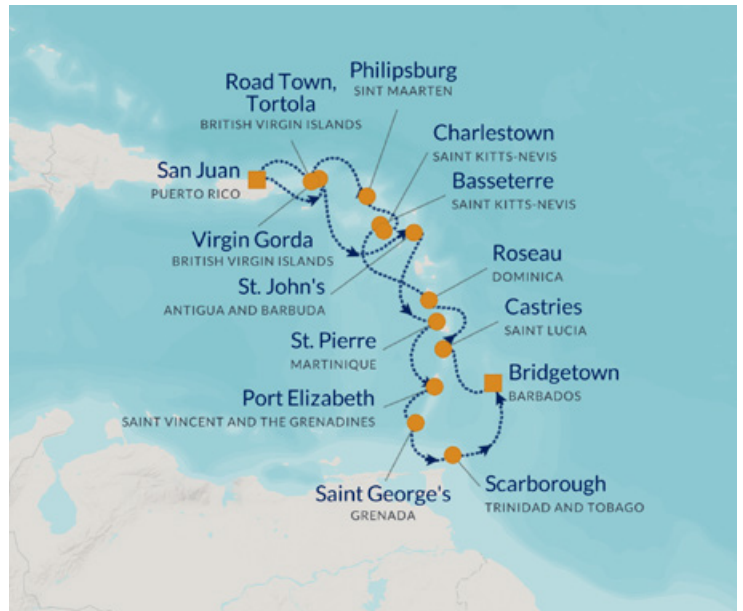 Philipsburg
SINT MAARTEN
Road Town,
Tortola
BRITISH VIRGIN ISLANDS
Charlestown
SAINT KITTS-NEVIS
San Juan
PUERTO RICO
Basseterre
SAINT KITTS-NEVIS
Virgin Gorda
BRITISH VIRGIN ISLANDS
Roseau
DOMINICA
St. John's
ANTIGUA AND BARBUDA
Castries
SAINT LUCIA
St. Pierre
MARTINIQUE
Bridgetown
BARBADOS
Port Elizabeth
SAINT VINCENT AND THE GRENADINES
Saint George's
GRENADA
Scarborough
TRINIDAD AND TOBAGO